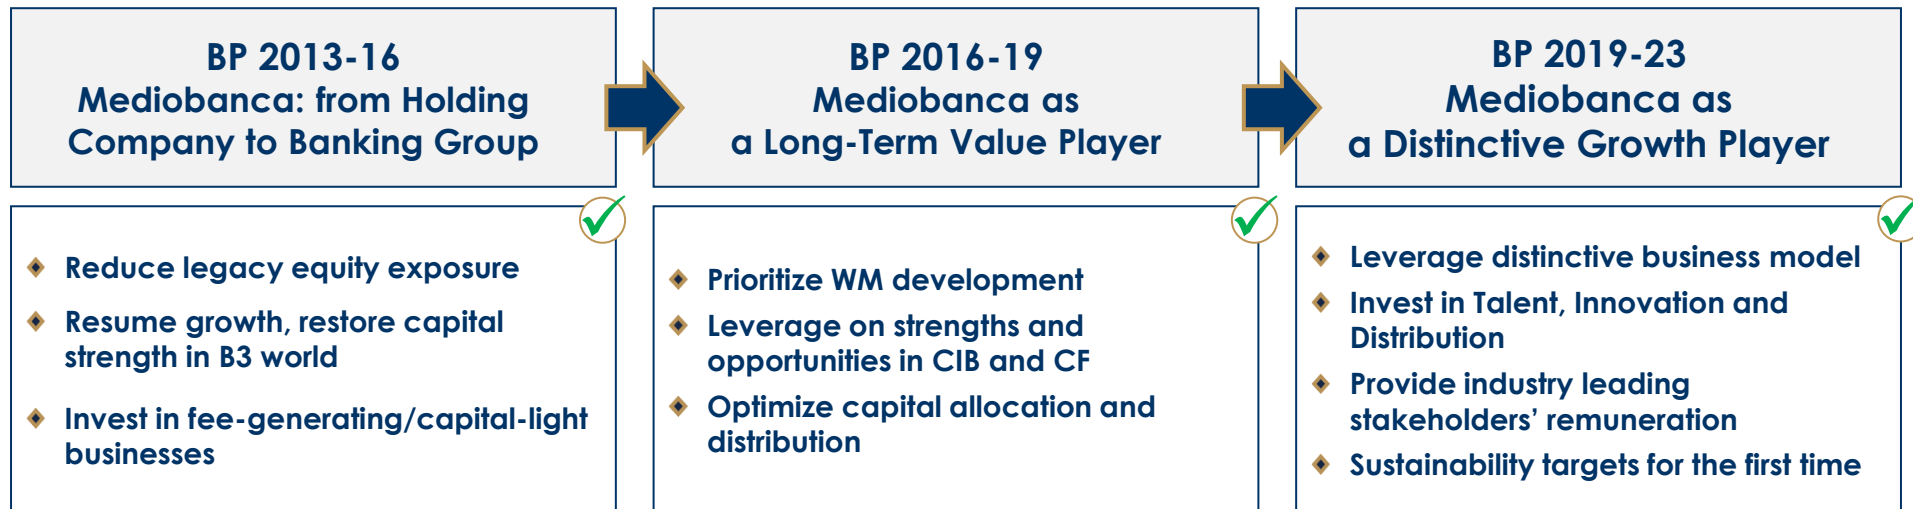 BP 2013-16
Mediobanca: from Holding
Company to Banking Group
BP 2016-19
Mediobanca as
a Long-Term Value Player
BP 2019-23
Mediobanca as
a Distinctive Growth Player
Reduce legacy equity exposure
Resume growth, restore capital
strength in B3 world
Invest in fee-generating/capital-light
businesses
Prioritize WM development
Leverage on strengths and
opportunities in CIB and CF
Optimize capital allocation and
distribution
Leverage distinctive business model
Invest in Talent, Innovation and
Distribution
Provide industry leading
stakeholders’ remuneration
Sustainability targets for the first time